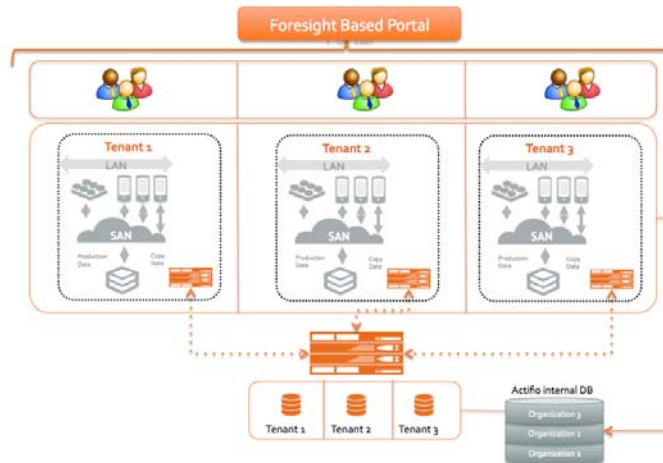 Foresight Based Portal
Tenant 1
Tenant 2
Tenant 3
LAN
LAN
LAN
SAN
SAN
SAN
Production Data
Copy Data
Production Data
Copy Data
Production Data
Copy Data
Tenant 1
Tenant 2
Tenant 3
Actifio internal DB
Organization 3
Organization 2
Organization 1